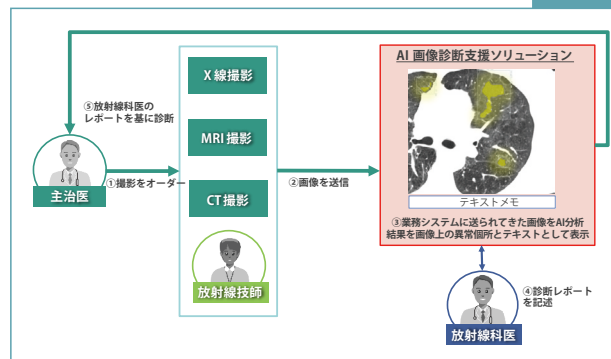 ⑤放射線科医の
レポートを基に診断
主治医
①撮影をオーダー
X 線撮影
MRI 撮影
CT 撮影
放射線技師
②画像を送信
AI 画像診断支援ソリューション
テキストメモ
③業務システムに送られてきた画像をAI分析
結果を画像上の異常個所とテキストとして表示
④診断レポート
を記述
放射線科医